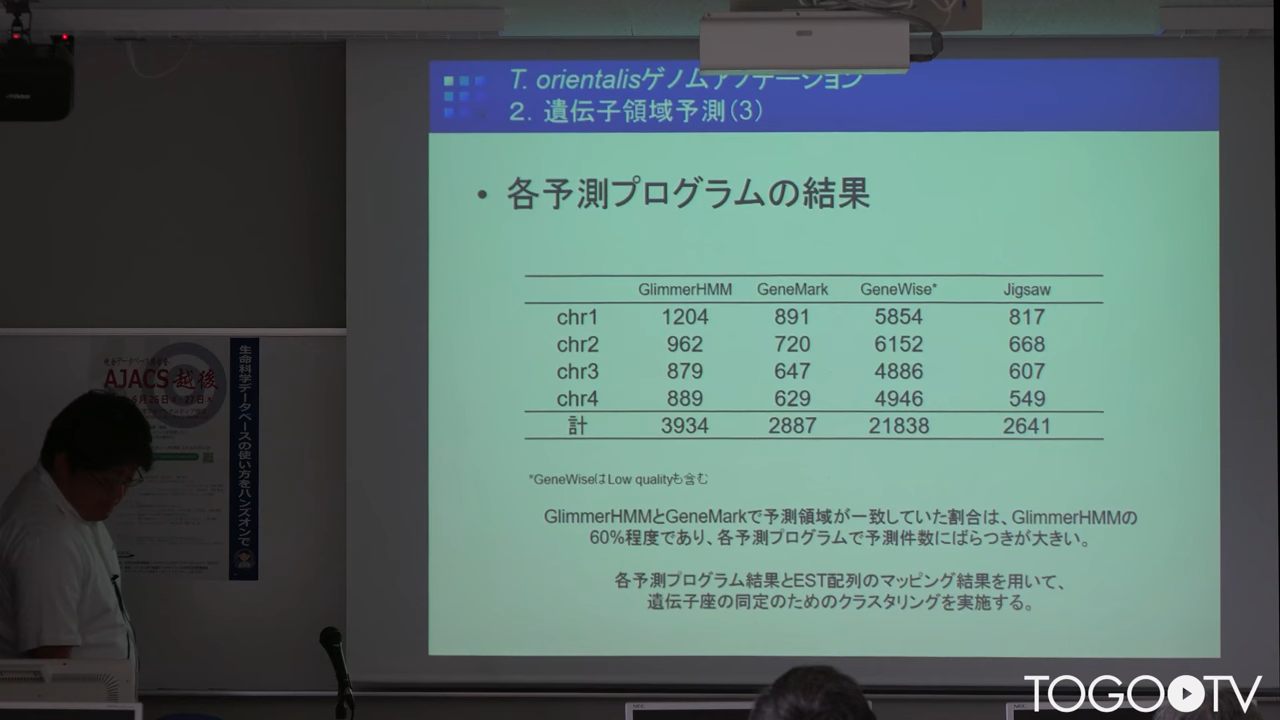 T. orientalisゲノムアノテーション
2. 遺伝子領域予測(3)
• 各予測プログラムの結果
GlimmerHMM GeneMark GeneWise* Jigsaw
chr1 1204 891 5854 817
chr2 962 720 6152 668
chr3 879 647 4886 607
chr4 889 629 4946 549
計 3934 2887 21838 2641
*GeneWiseはLow qualityも含む
GlimmerHMMとGeneMarkで予測領域が一致していた割合は、GlimmerHMMの
60%程度であり、各予測プログラムで予測件数にばらつきが大きい。
各予測プログラム結果とEST配列のマッピング結果を用いて、
遺伝子座の同定のためのクラスタリングを実施する。
AJACS越後
生命科学データベースの使い方をハンズオンで
TOGOTV